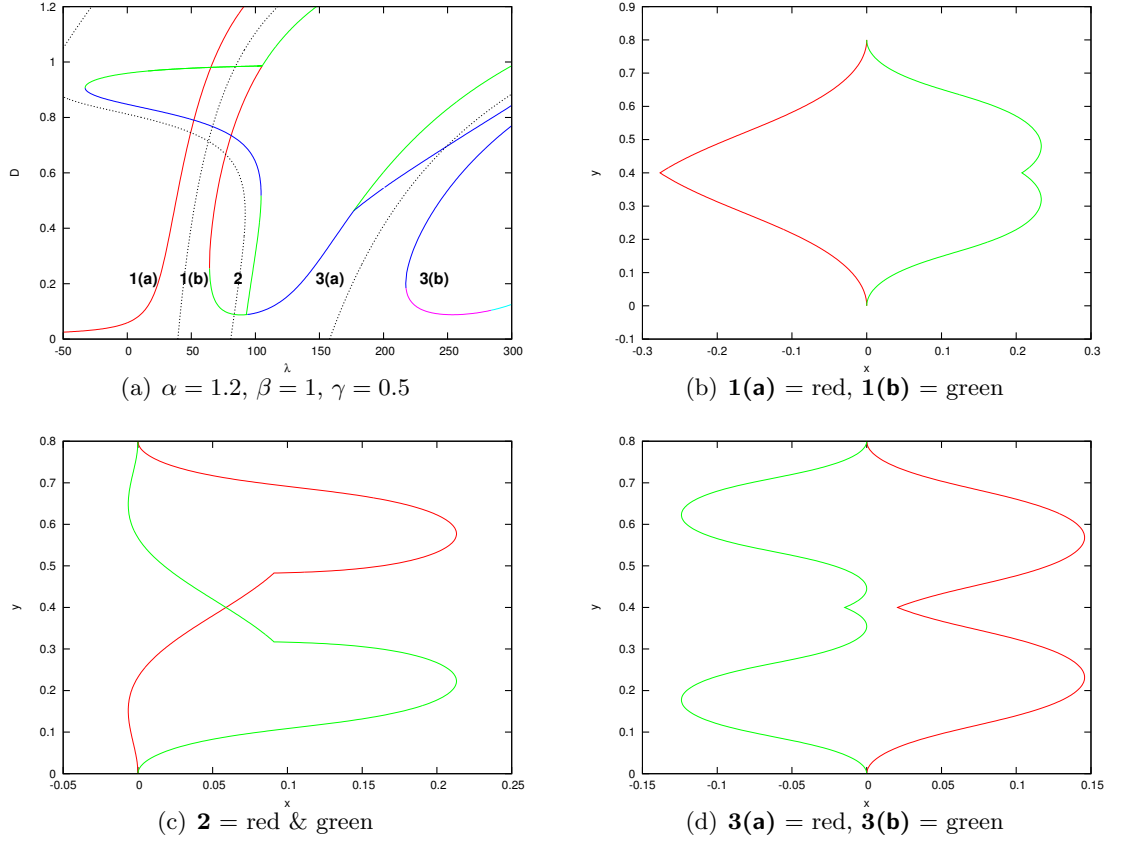 1.2
1
0.8
0.6
0.4
0.2
0
D
1(a) 1(b) 2 3(a) 3(b)
-50 0 50 100 150 200 250 300
λ
(a) α = 1.2, β = 1, γ = 0.5
0.9
0.8
0.7
0.6
0.5
0.4
0.3
0.2
0.1
0
-0.1
y
-0.3 -0.2 -0.1 0 0.1 0.2 0.3
x
(b) 1(a) = red, 1(b) = green
0.8
0.7
0.6
0.5
0.4
0.3
0.2
0.1
0
y
-0.05 0 0.05 0.1 0.15 0.2 0.25
x
(c) 2 = red & green
0.8
0.7
0.6
0.5
0.4
0.3
0.2
0.1
0
y
-0.15 -0.1 -0.05 0 0.05 0.1 0.15
x
(d) 3(a) = red, 3(b) = green